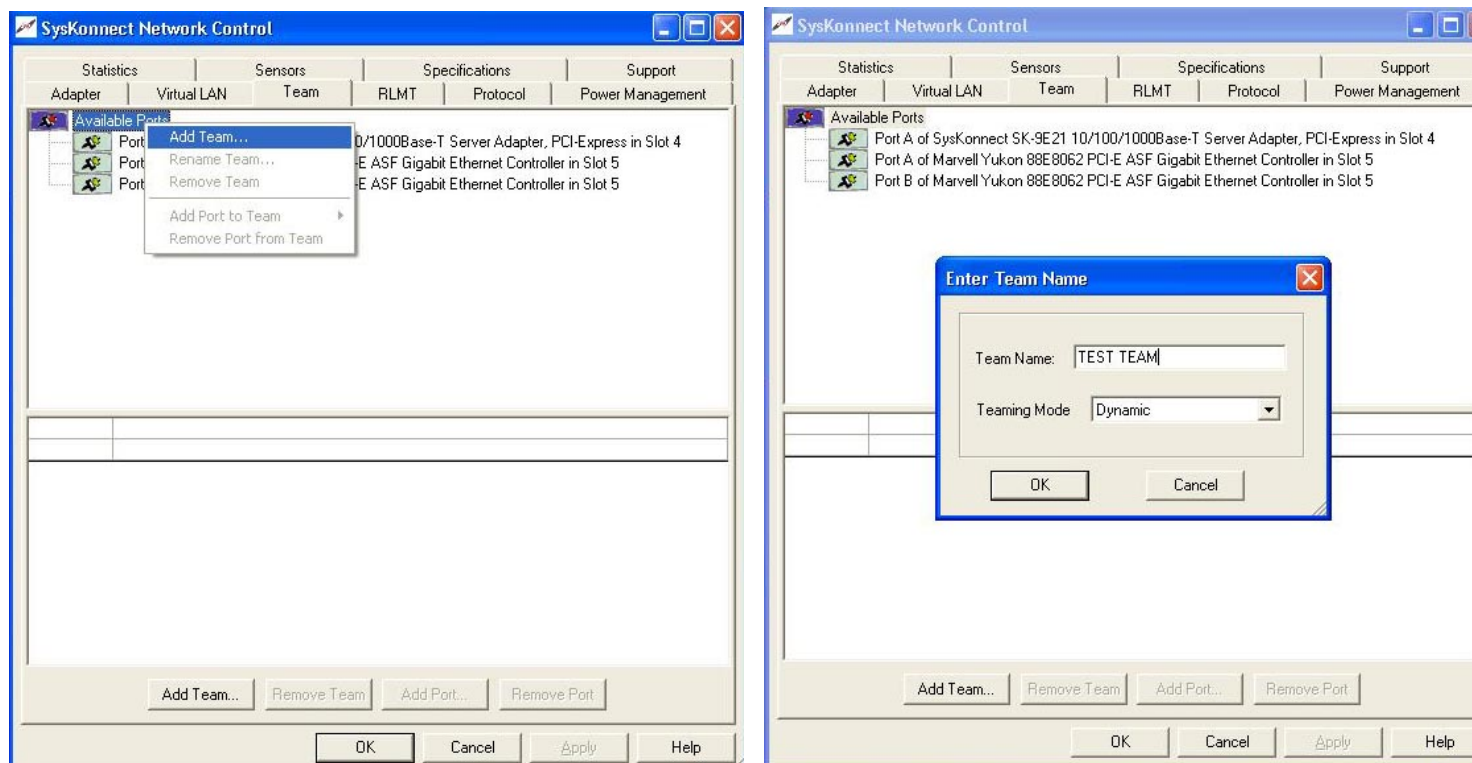 SysKonnect Network Control
Statistics Sensors Specifications Support
Adapter Virtual LAN Team RLMT Protocol Power Management
Available Ports
Port 0/1000Base-T Server Adapter, PCI-Express in Slot 4
Port -E ASF Gigabit Ethernet Controller in Slot 5
Port -E ASF Gigabit Ethernet Controller in Slot 5
Add Team...
Rename Team...
Remove Team
Add Port to Team
Remove Port from Team
Add Team... Remove Team Add Port... Remove Port
OK Cancel Apply Help
SysKonnect Network Control
Statistics Sensors Specifications Support
Adapter Virtual LAN Team RLMT Protocol Power Management
Available Ports
Port A of SysKonnect SK-9E21 10/100/1000Base-T Server Adapter, PCI-Express in Slot 4
Port A of Marvell Yukon 88E8062 PCI-E ASF Gigabit Ethernet Controller in Slot 5
Port B of Marvell Yukon 88E8062 PCI-E ASF Gigabit Ethernet Controller in Slot 5
Enter Team Name
Team Name: TEST TEAM
Teaming Mode Dynamic
OK Cancel
Add Team... Remove Team Add Port... Remove Port
OK Cancel Apply Help